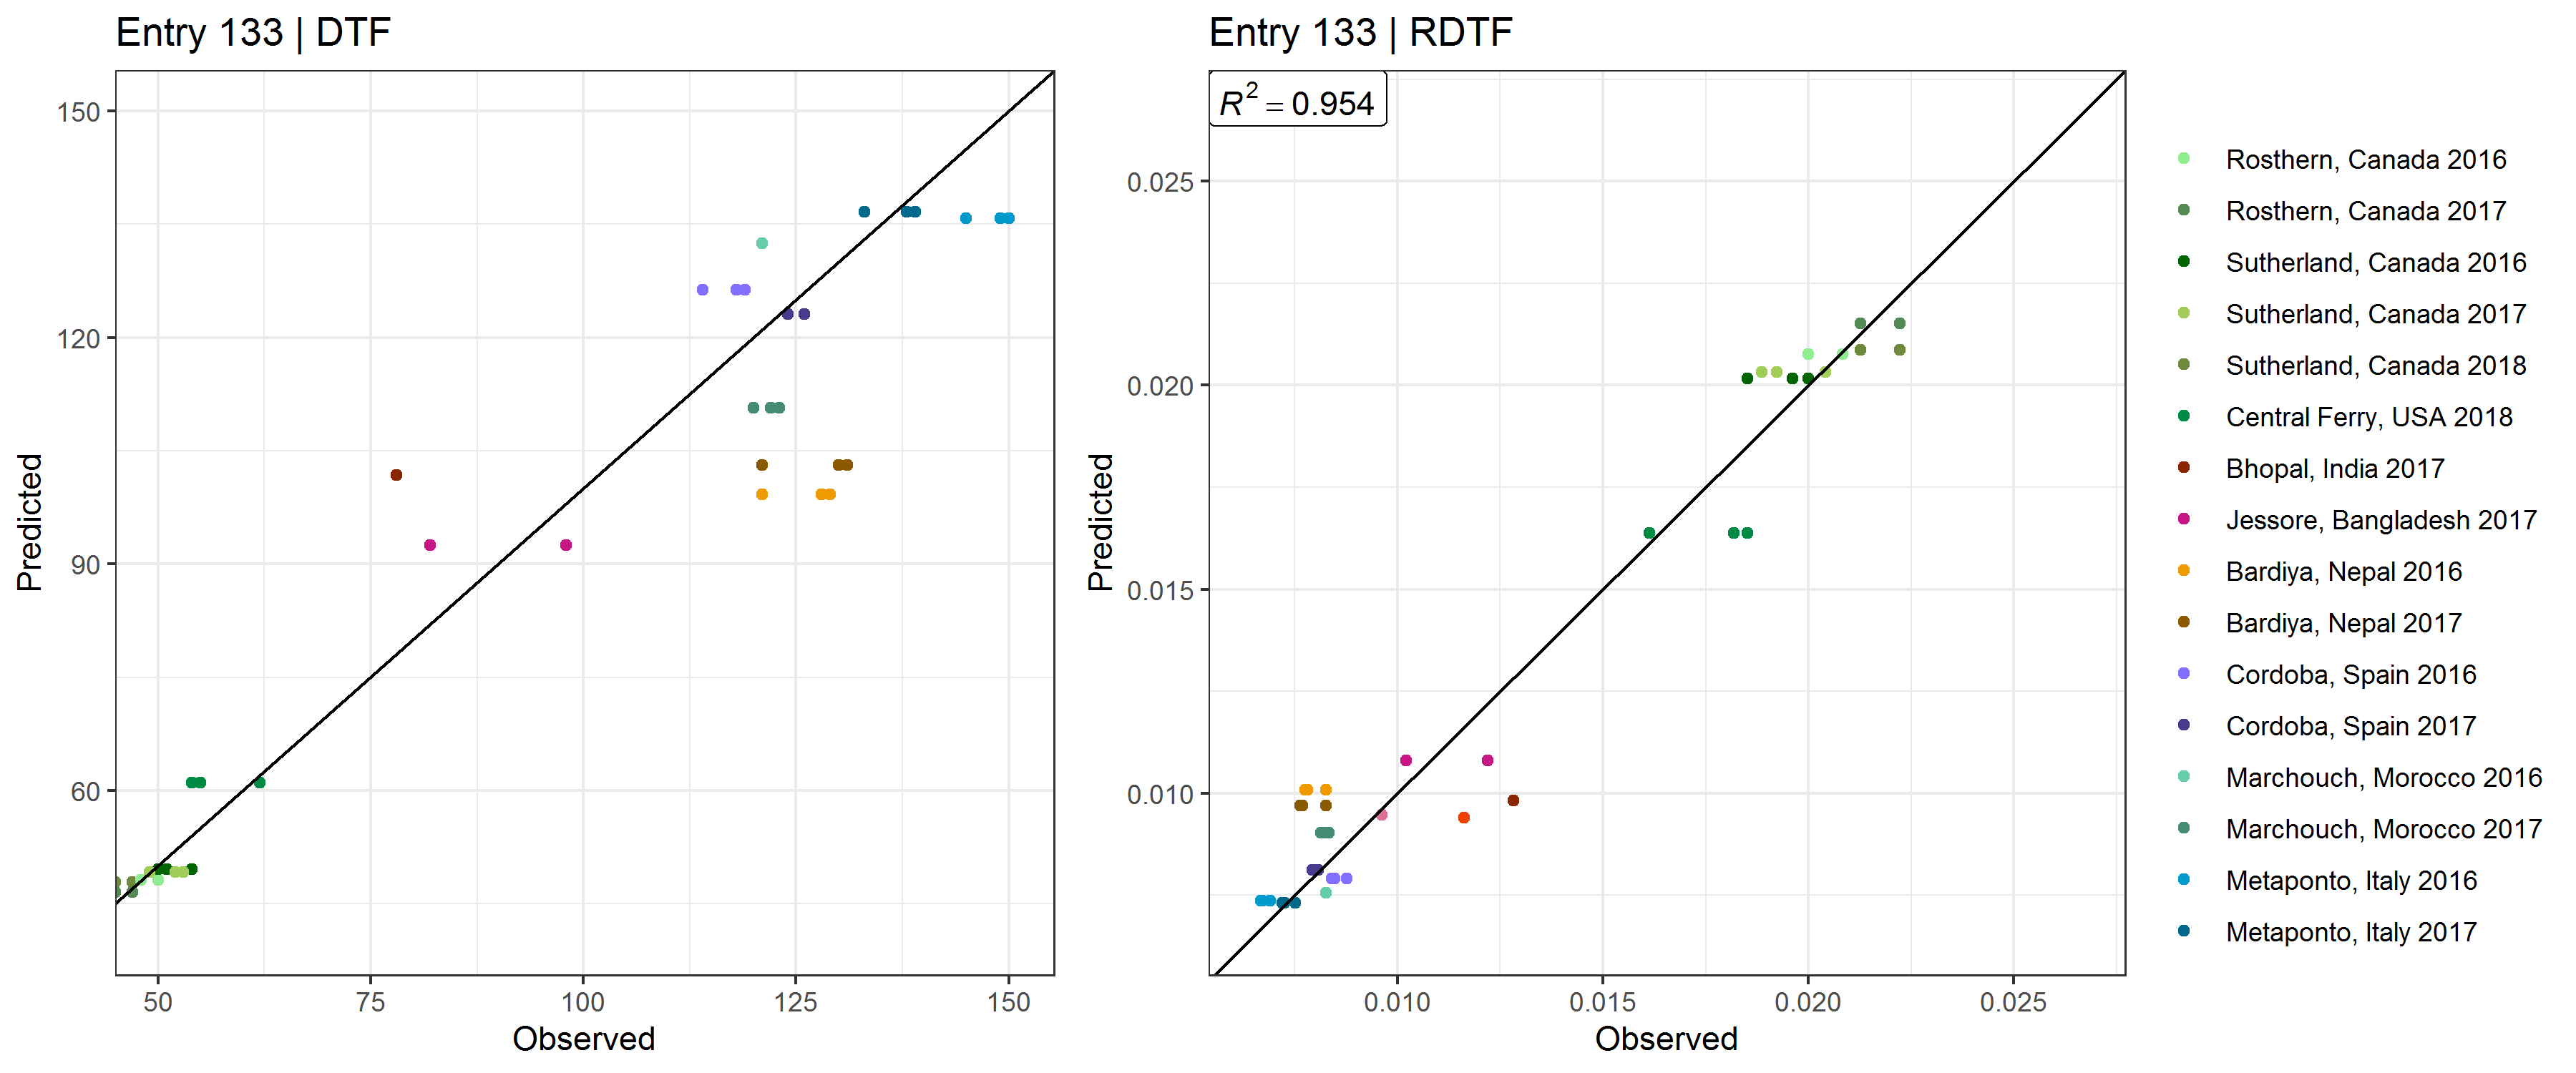 Entry 133 | DTF
150
120
90
60
Predicted
50 75 100 125 150
Observed
Entry 133 | RDTF
R² = 0.954
0.025
0.020
0.015
0.010
Predicted
0.010 0.015 0.020 0.025
Observed
Rosthern, Canada 2016
Rosthern, Canada 2017
Sutherland, Canada 2016
Sutherland, Canada 2017
Sutherland, Canada 2018
Central Ferry, USA 2018
Bhopal, India 2017
Jessore, Bangladesh 2017
Bardiya, Nepal 2016
Bardiya, Nepal 2017
Cordoba, Spain 2016
Cordoba, Spain 2017
Marchouch, Morocco 2016
Marchouch, Morocco 2017
Metaponto, Italy 2016
Metaponto, Italy 2017